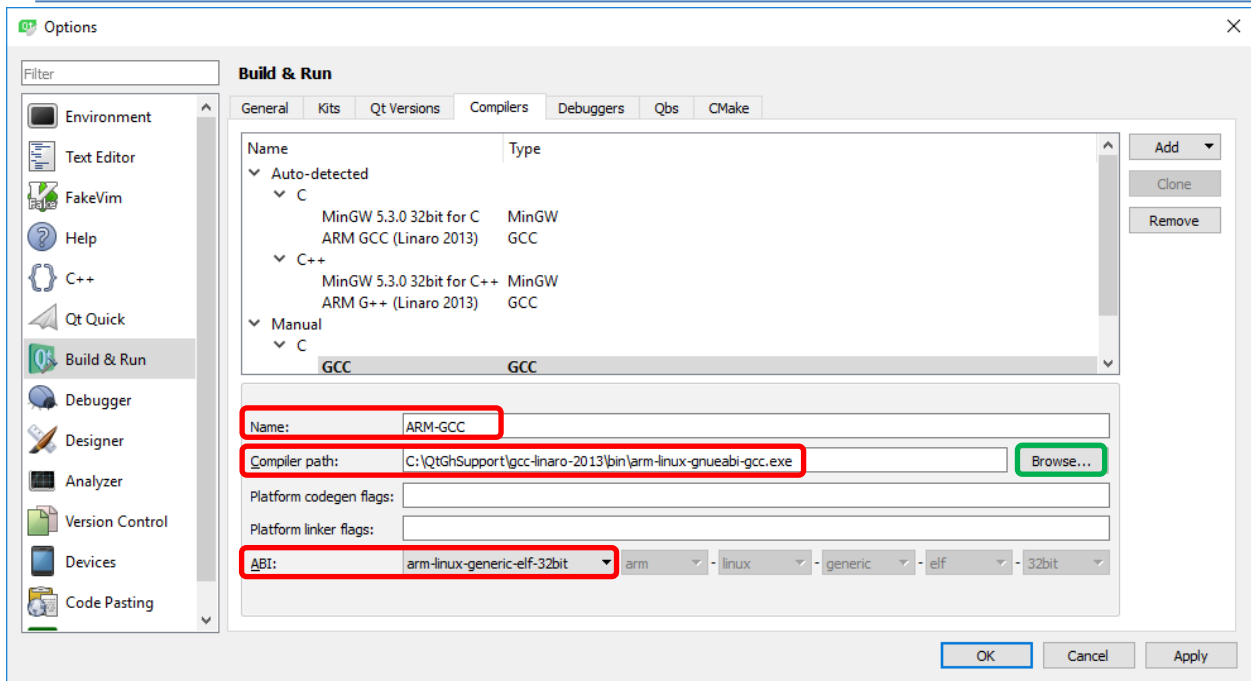 Options
Filter
Build & Run
Environment
Text Editor
FakeVim
Help
C++
Qt Quick
Build & Run
Debugger
Designer
Analyzer
Version Control
Devices
Code Pasting
General Kits Qt Versions Compilers Debuggers Qbs CMake
Name Type
Auto-detected
C
MinGW 5.3.0 32bit for C MinGW
ARM GCC (Linaro 2013) GCC
C++
MinGW 5.3.0 32bit for C++ MinGW
ARM G++ (Linaro 2013) GCC
Manual
C
GCC GCC
Add
Clone
Remove
Name: ARM-GCC
Compiler path: C:\QtGhSupport\gcc-linaro-2013\bin\arm-linux-gnueabi-gcc.exe Browse...
Platform codegen flags:
Platform linker flags:
ABI: arm-linux-generic-elf-32bit arm - linux - generic - elf - 32bit
OK Cancel Apply